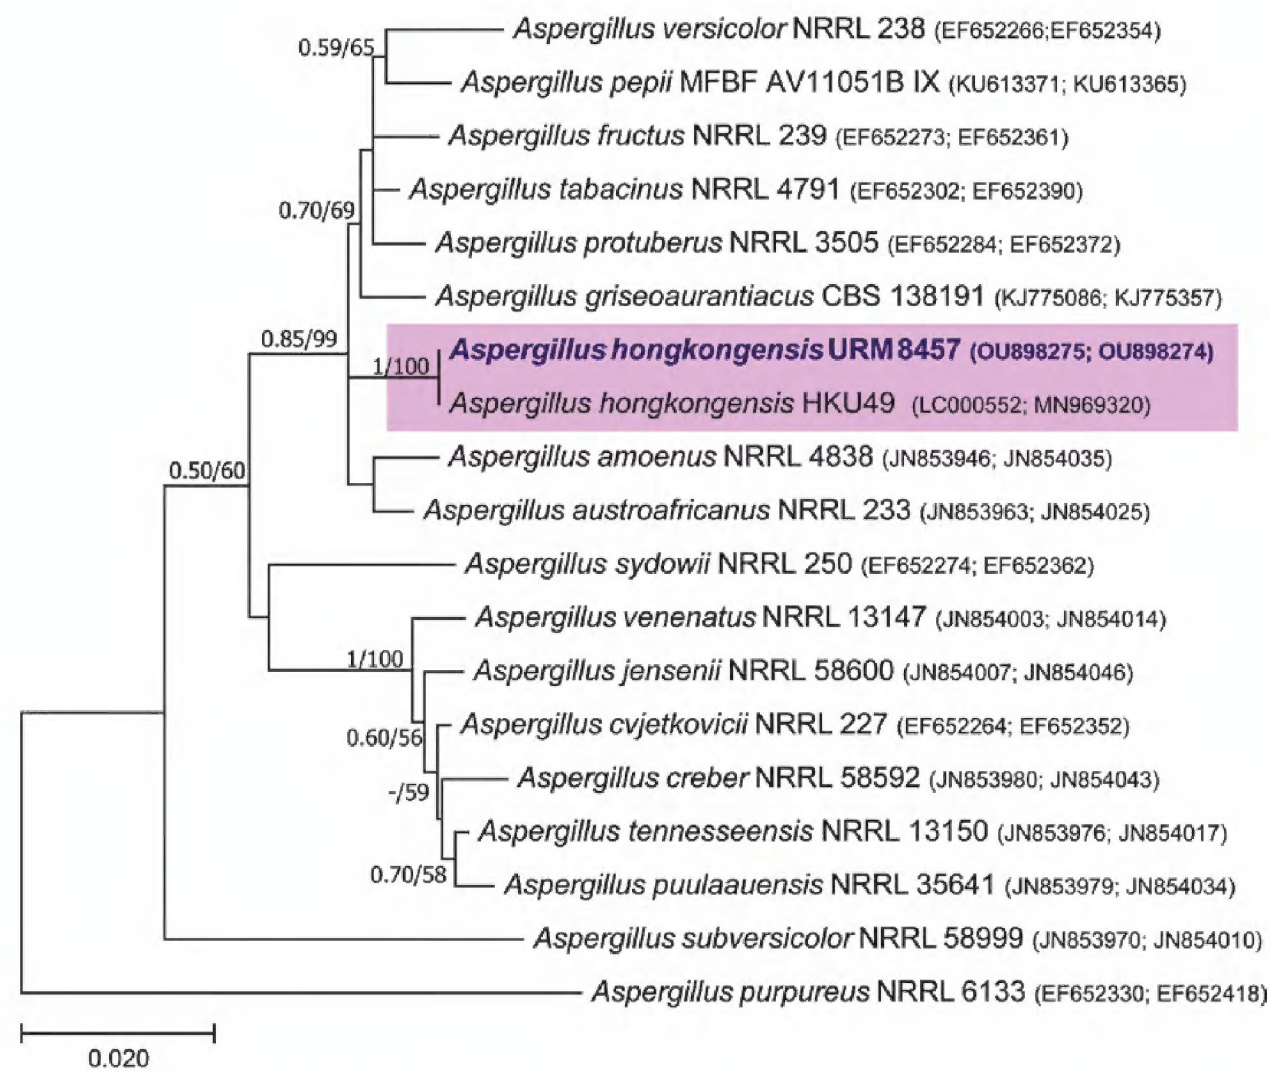 Aspergillus versicolor NRRL 238 (EF652266;EF652354)
0.59/65
Aspergillus pepii MFBF AV11051B IX (KU613371; KU613365)
Aspergillus fructus NRRL 239 (EF652273; EF652361)
Aspergillus tabacinus NRRL 4791 (EF652302; EF652390)
0.70/69
Aspergillus protuberus NRRL 3505 (EF652284; EF652372)
Aspergillus griseoaurantiacus CBS 138191 (KJ775086; KJ775357)
0.85/99
Aspergillus hongkongensis URM 8457 (OU898275; OU898274)
1/100
Aspergillus hongkongensis HKU49 (LC000552; MN969320)
Aspergillus amoenus NRRL 4838 (JN853946; JN854035)
0.50/60
Aspergillus austroafricanus NRRL 233 (JN853963; JN854025)
Aspergillus sydowii NRRL 250 (EF652274; EF652362)
Aspergillus venenatus NRRL 13147 (JN854003; JN854014)
1/100
Aspergillus jensenii NRRL 58600 (JN854007; JN854046)
Aspergillus cvjetkovicii NRRL 227 (EF652264; EF652352)
0.60/56
Aspergillus creber NRRL 58592 (JN853980; JN854043)
-/59
Aspergillus tennesseensis NRRL 13150 (JN853976; JN854017)
0.70/58
Aspergillus puulaauensis NRRL 35641 (JN853979; JN854034)
Aspergillus subversicolor NRRL 58999 (JN853970; JN854010)
Aspergillus purpureus NRRL 6133 (EF652330; EF652418)
0.020